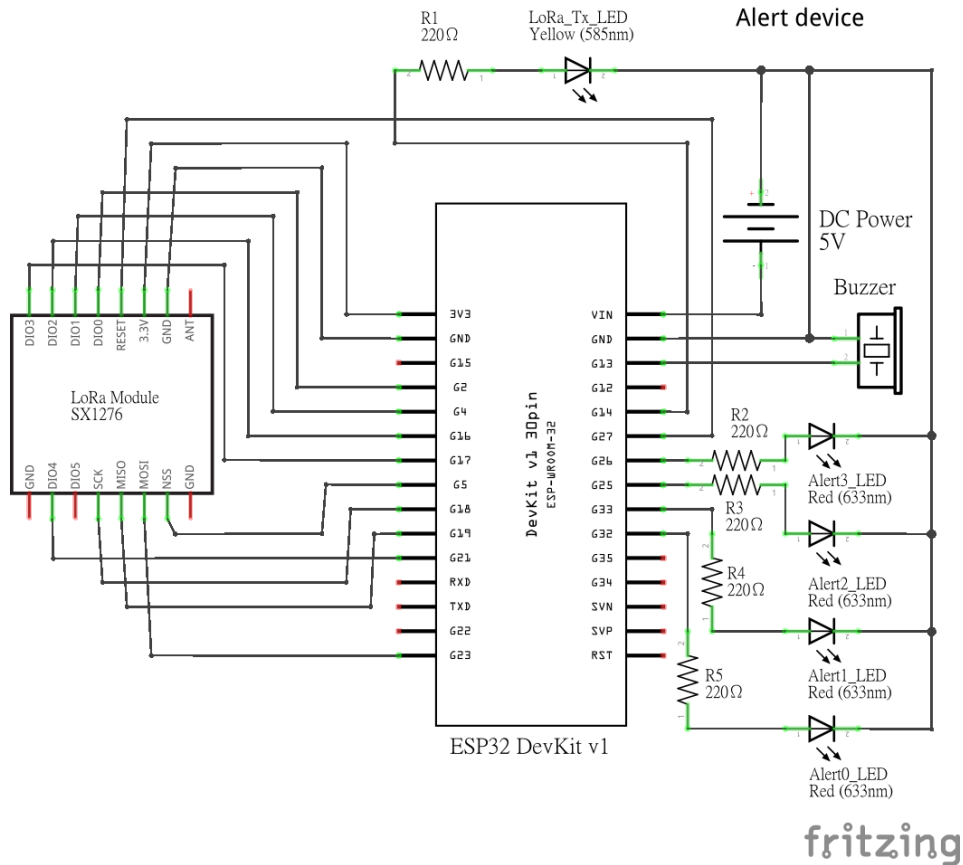 Alert device
R1
220Ω
LoRa_Tx_LED
Yellow (585nm)
DC Power
5V
Buzzer
DIO3
DIO2
DIO1
DIO0
RESET
3.3V
GND
ANT
LoRa Module
SX1276
GND
DIO4
DIO5
SCK
MISO
MOSI
NSS
GND
3V3
GND
G15
G2
G4
G16
G17
G5
G18
G19
G21
RXD
TXD
G22
G23
DevKit v1 30pin
ESP-WROOM-32
VIN
GND
G13
G12
G14
G27
G26
G25
G33
G32
G35
G34
SVN
SVP
RST
ESP32 DevKit v1
R2
220Ω
R3
220Ω
R4
220Ω
R5
220Ω
Alert3_LED
Red (633nm)
Alert2_LED
Red (633nm)
Alert1_LED
Red (633nm)
Alert0_LED
Red (633nm)
fritzing